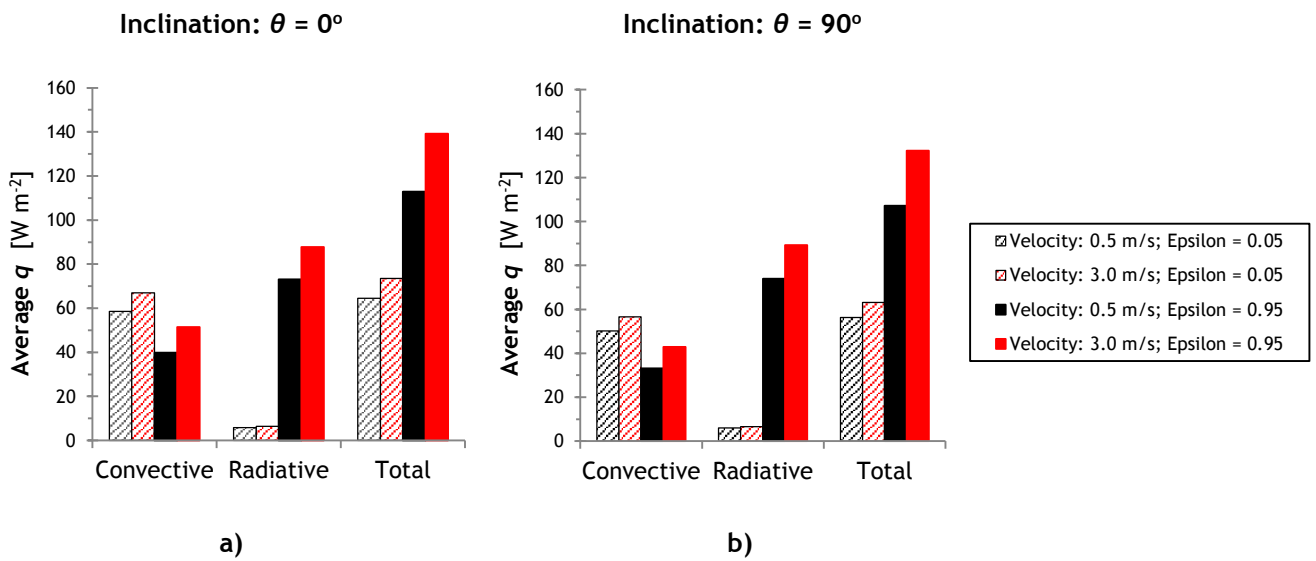 Inclination: θ = 0º
Average q [W m-2]
160
140
120
100
80
60
40
20
0
Convective Radiative Total
a)
Inclination: θ = 90º
Average q [W m-2]
160
140
120
100
80
60
40
20
0
Convective Radiative Total
b)
Velocity: 0.5 m/s; Epsilon = 0.05
Velocity: 3.0 m/s; Epsilon = 0.05
Velocity: 0.5 m/s; Epsilon = 0.95
Velocity: 3.0 m/s; Epsilon = 0.95